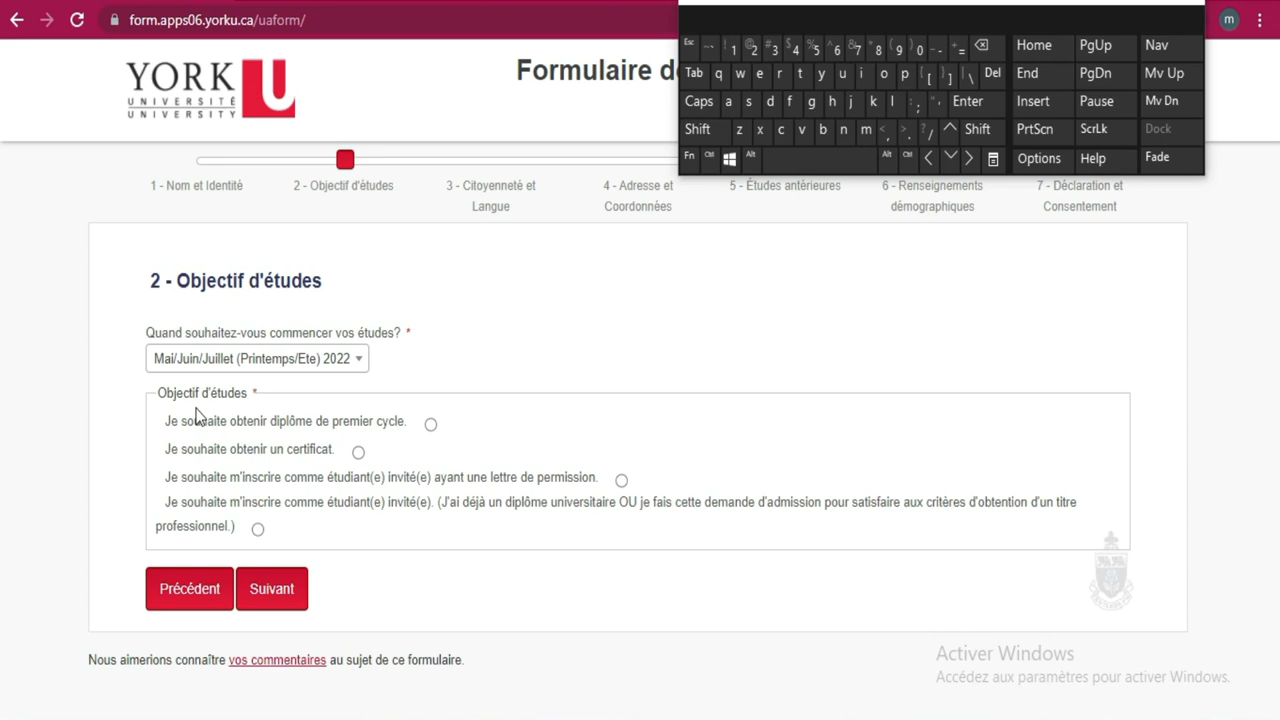 form.apps06.yorku.ca/uaform/
m
YORK U
UNIVERSITÉ
UNIVERSITY
Formulaire d
Esc ~ ` ! 1 @ 2 # 3 $ 4 % 5 ^ 6 & 7 * 8 ( 9 ) 0 _ - + = Home PgUp Nav
Tab q w e r t y u i o p { [ } ] | \ Del End PgDn Mv Up
Caps a s d f g h j k l : ; " ' Enter Insert Pause Mv Dn
Shift z x c v b n m < , > . ? / Shift PrtScn ScrLk Dock
Fn Ctrl Alt Alt Ctrl Options Help Fade
1 - Nom et Identité
2 - Objectif d'études
3 - Citoyenneté et
Langue
4 - Adresse et
Coordonnées
5 - Études antérieures
6 - Renseignements
démographiques
7 - Déclaration et
Consentement
2 - Objectif d'études
Quand souhaitez-vous commencer vos études? *
Mai/Juin/Juillet (Printemps/Ete) 2022
Objectif d'études *
Je souhaite obtenir diplôme de premier cycle.
Je souhaite obtenir un certificat.
Je souhaite m'inscrire comme étudiant(e) invité(e) ayant une lettre de permission.
Je souhaite m'inscrire comme étudiant(e) invité(e). (J'ai déjà un diplôme universitaire OU je fais cette demande d'admission pour satisfaire aux critères d'obtention d'un titre
professionnel.)
Précédent Suivant
Nous aimerions connaître vos commentaires au sujet de ce formulaire.
Activer Windows
Accédez aux paramètres pour activer Windows.